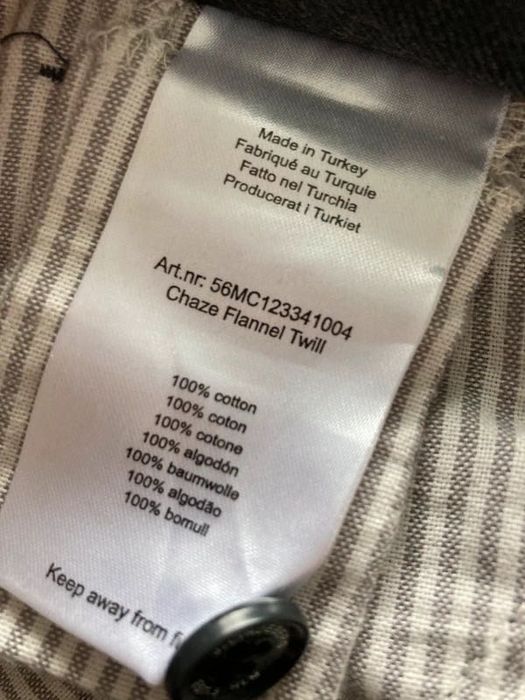 Made in Turkey
Fabriqué au Turquie
Fatto nel Turchia
Producerat i Turkiet
Art.nr: 56MC123341004
Chaze Flannel Twill
100% cotton
100% coton
100% cotone
100% algodón
100% baumwolle
100% algodão
100% bomull
Keep away from